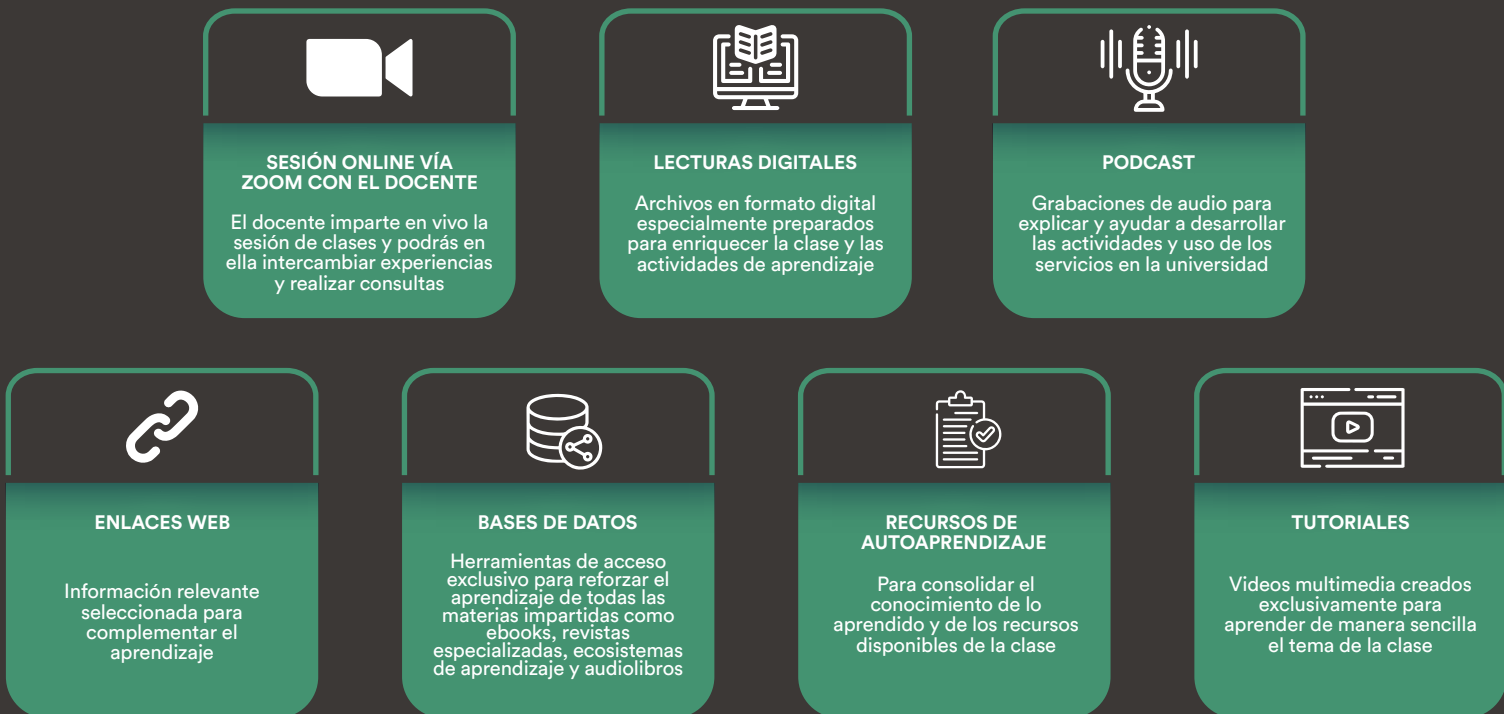 SESIÓN ONLINE VÍA
ZOOM CON EL DOCENTE
El docente imparte en vivo la
sesión de clases y podrás en
ella intercambiar experiencias
y realizar consultas
LECTURAS DIGITALES
Archivos en formato digital
especialmente preparados
para enriquecer la clase y las
actividades de aprendizaje
PODCAST
Grabaciones de audio para
explicar y ayudar a desarrollar
las actividades y uso de los
servicios en la universidad
ENLACES WEB
Información relevante
seleccionada para
complementar el
aprendizaje
BASES DE DATOS
Herramientas de acceso
exclusivo para reforzar el
aprendizaje de todas las
materias impartidas como
ebooks, revistas
especializadas, ecosistemas
de aprendizaje y audiolibros
RECURSOS DE
AUTOAPRENDIZAJE
Para consolidar el
conocimiento de lo
aprendido y de los recursos
disponibles de la clase
TUTORIALES
Videos multimedia creados
exclusivamente para
aprender de manera sencilla
el tema de la clase